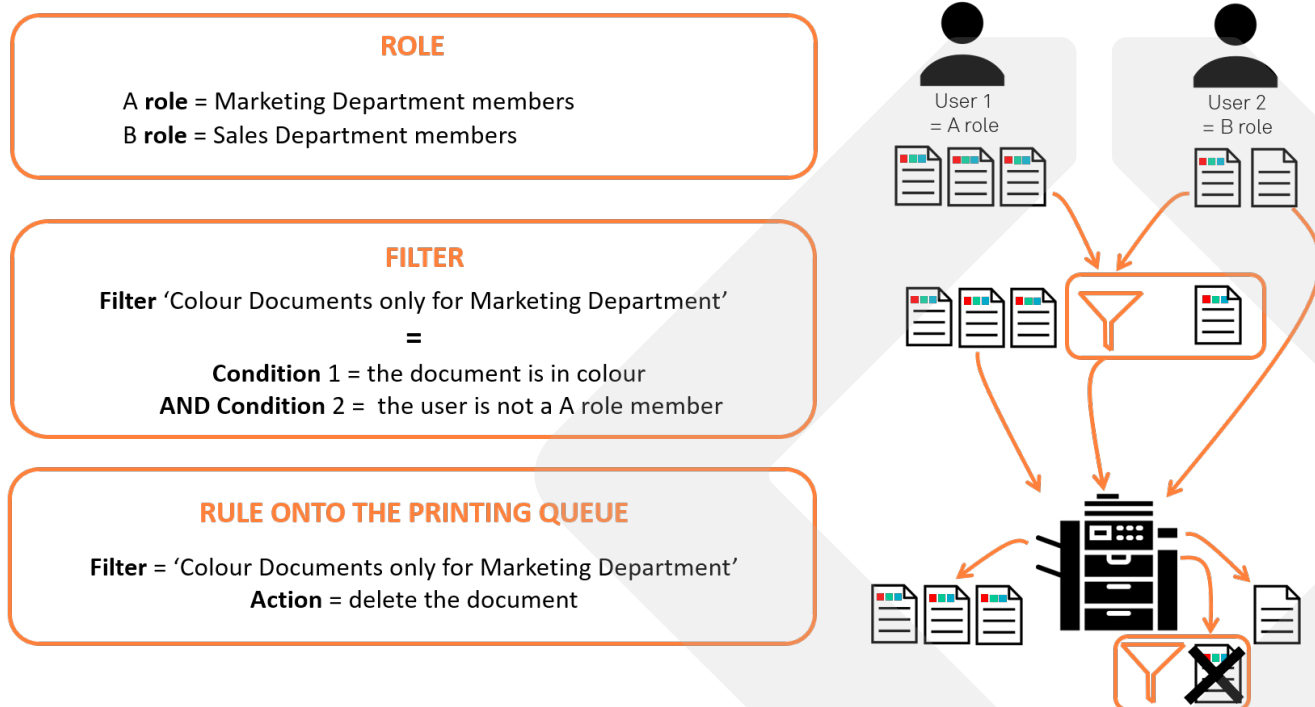 ROLE
A role = Marketing Department members
B role = Sales Department members
FILTER
Filter ‘Colour Documents only for Marketing Department’
=
Condition 1 = the document is in colour
AND Condition 2 =  the user is not a A role member
RULE ONTO THE PRINTING QUEUE
Filter = ‘Colour Documents only for Marketing Department’
Action = delete the document
User 1
= A role
User 2
= B role